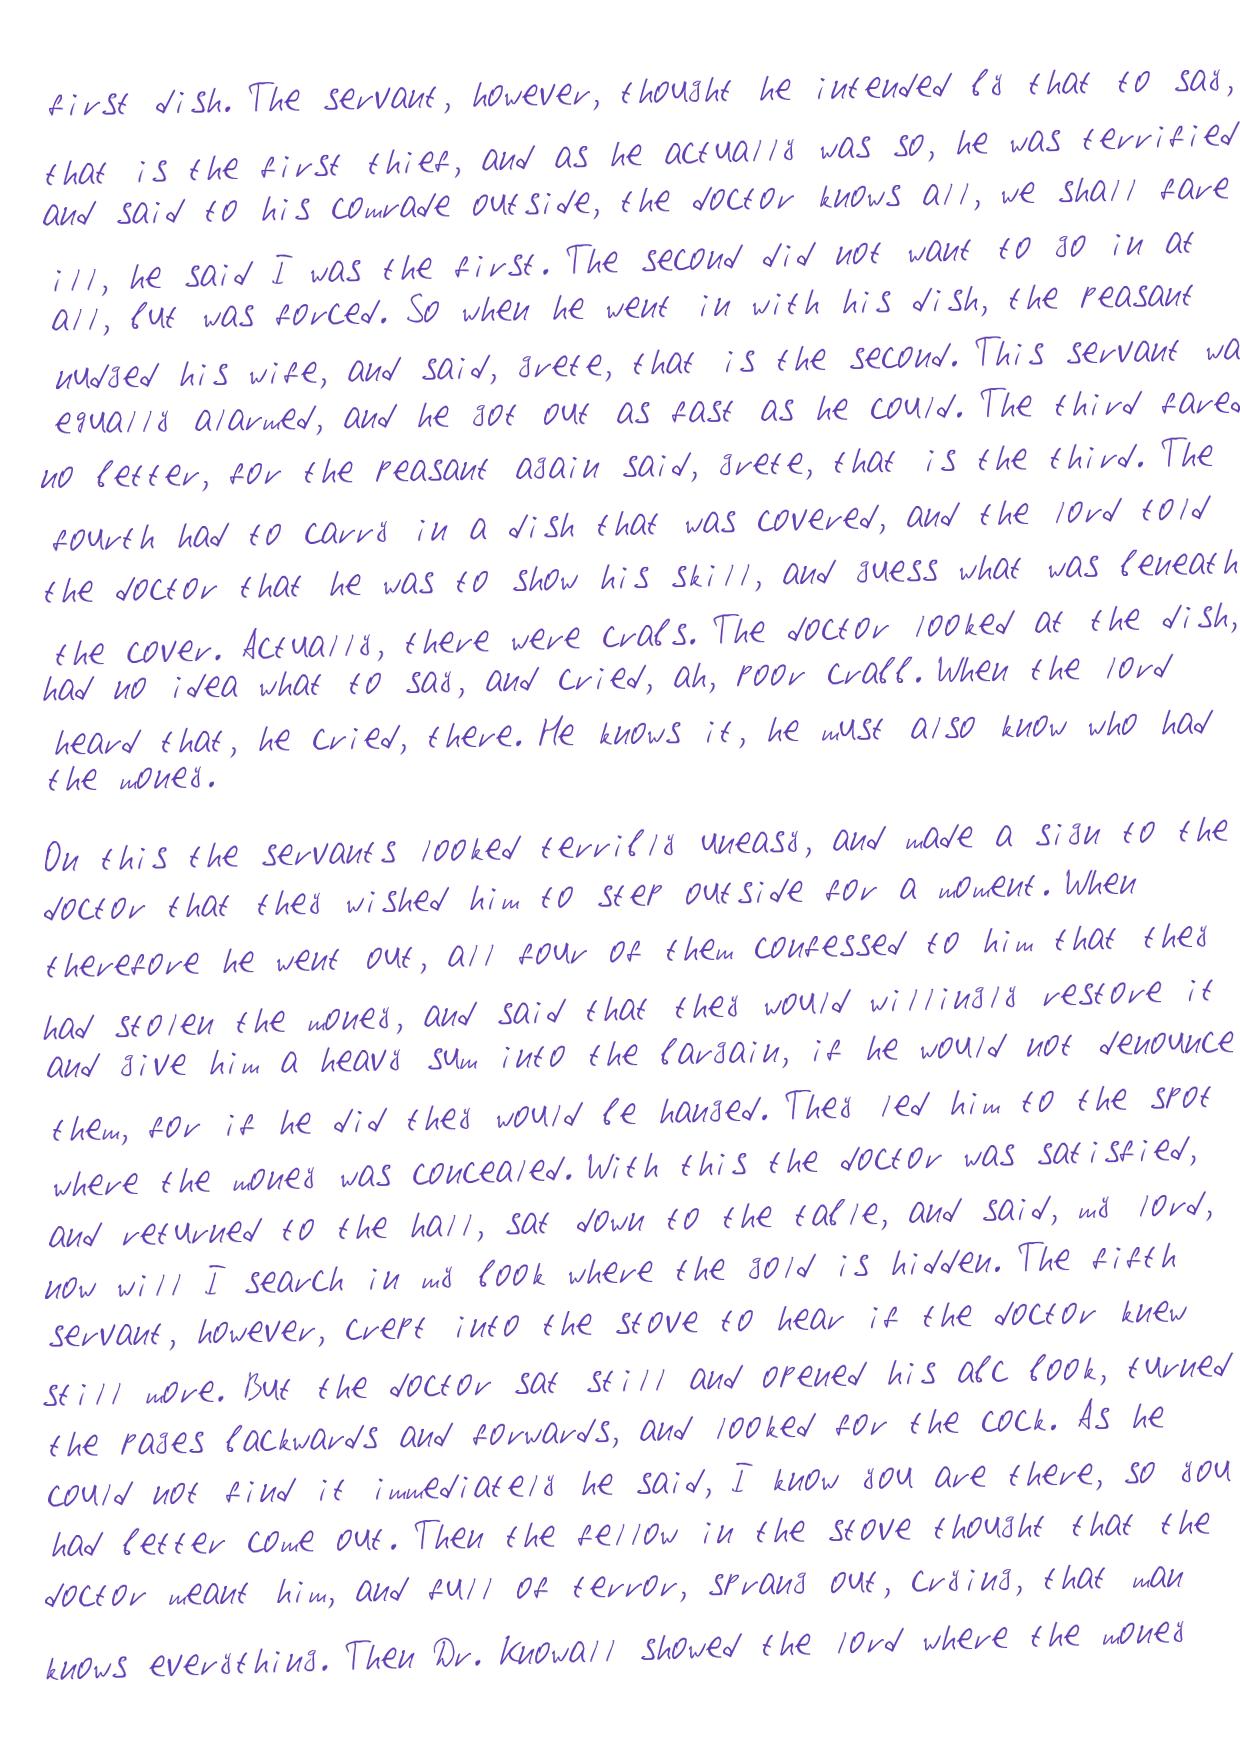 first dish. The servant, however, thought he intended by that to say,
that is the first thief, and as he actually was so, he was terrified
and said to his comrade outside, the doctor knows all, we shall fare
ill, he said I was the first. The second did not want to go in at
all, but was forced. So when he went in with his dish, the peasant
nudged his wife, and said, grete, that is the second. This servant wa
equally alarmed, and he got out as fast as he could. The third fared
no better, for the peasant again said, grete, that is the third. The
fourth had to carry in a dish that was covered, and the lord told
the doctor that he was to show his skill, and guess what was beneath
the cover. Actually, there were crabs. The doctor looked at the dish,
had no idea what to say, and cried, ah, poor crabb. When the lord
heard that, he cried, there. He knows it, he must also know who had
the money.
On this the servants looked terribly uneasy, and made a sign to the
doctor that they wished him to step outside for a moment. When
therefore he went out, all four of them confessed to him that they
had stolen the money, and said that they would willingly restore it
and give him a heavy sum into the bargain, if he would not denounce
them, for if he did they would be hanged. They led him to the spot
where the money was concealed. With this the doctor was satisfied,
and returned to the hall, sat down to the table, and said, my lord,
now will I search in my book where the gold is hidden. The fifth
servant, however, crept into the stove to hear if the doctor knew
still more. But the doctor sat still and opened his abc book, turned
the pages backwards and forwards, and looked for the cock. As he
could not find it immediately he said, I know you are there, so you
had better come out. Then the fellow in the stove thought that the
doctor meant him, and full of terror, sprang out, crying, that man
knows everything. Then Dr. Knowall showed the lord where the money